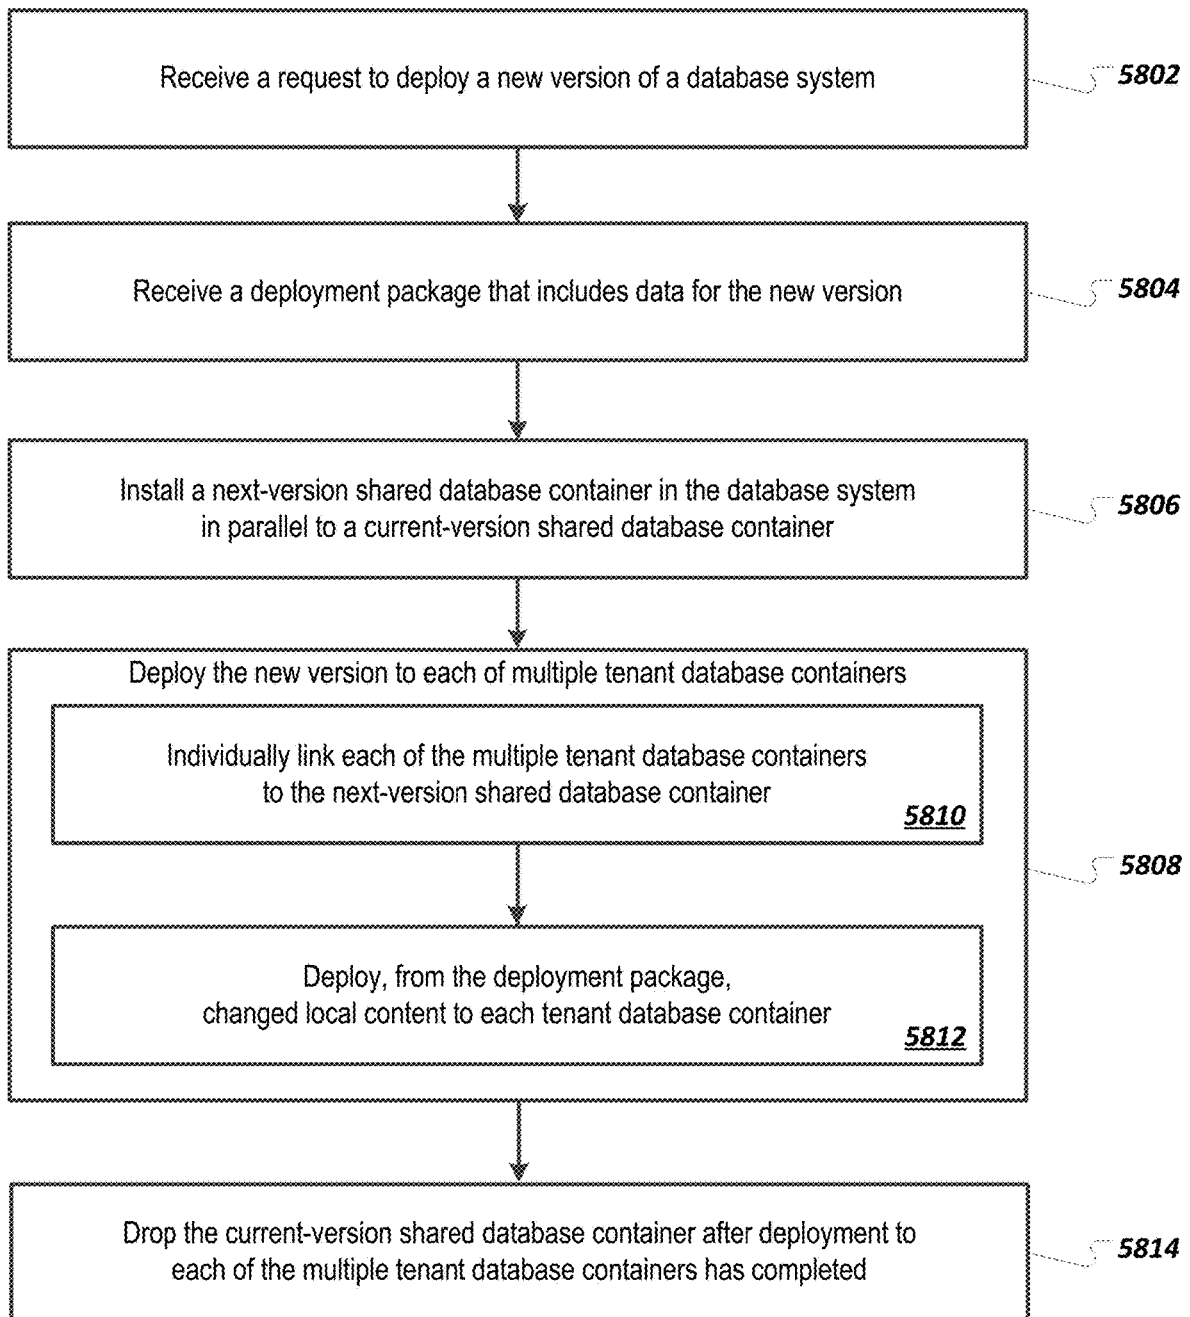 Receive a request to deploy a new version of a database system
5802
Receive a deployment package that includes data for the new version
5804
Install a next-version shared database container in the database system
in parallel to a current-version shared database container
5806
Deploy the new version to each of multiple tenant database containers
Individually link each of the multiple tenant database containers
to the next-version shared database container
5810
5808
Deploy, from the deployment package,
changed local content to each tenant database container
5812
Drop the current-version shared database container after deployment to
each of the multiple tenant database containers has completed
5814